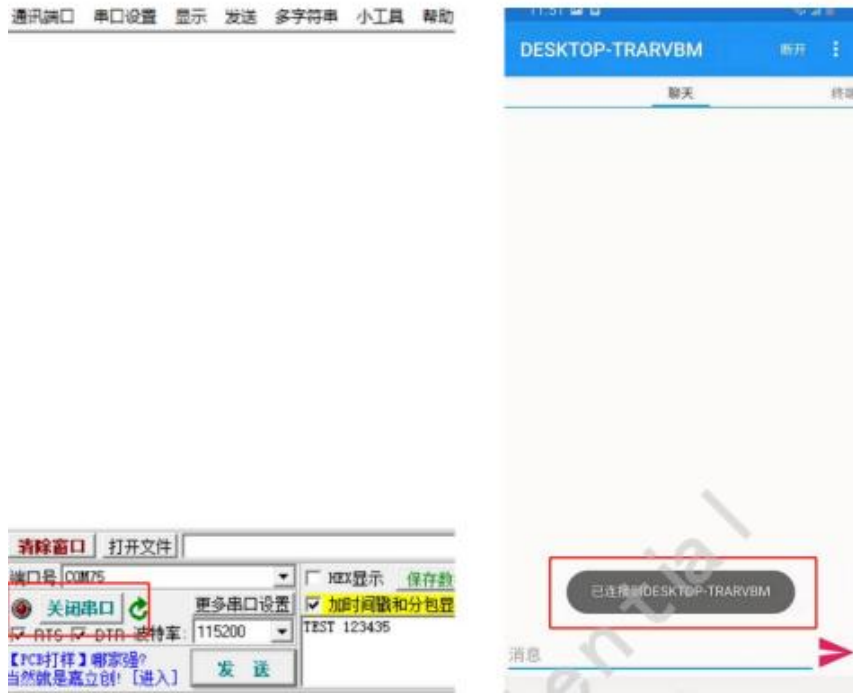 通讯端口 串口设置 显示 发送 多字符串 小工具 帮助
清除窗口 打开文件
端口号 COM75
HEX显示 保存数
关闭串口
更多串口设置
加时间戳和分包显
RTS DTR 波特率: 115200
TEST 123435
【PCB打样】哪家强?
当然就是嘉立创! [进入]
发 送
11:51
DESKTOP-TRARVBM 断开
聊天 终端
已连接到DESKTOP-TRARVBM
消息
ential